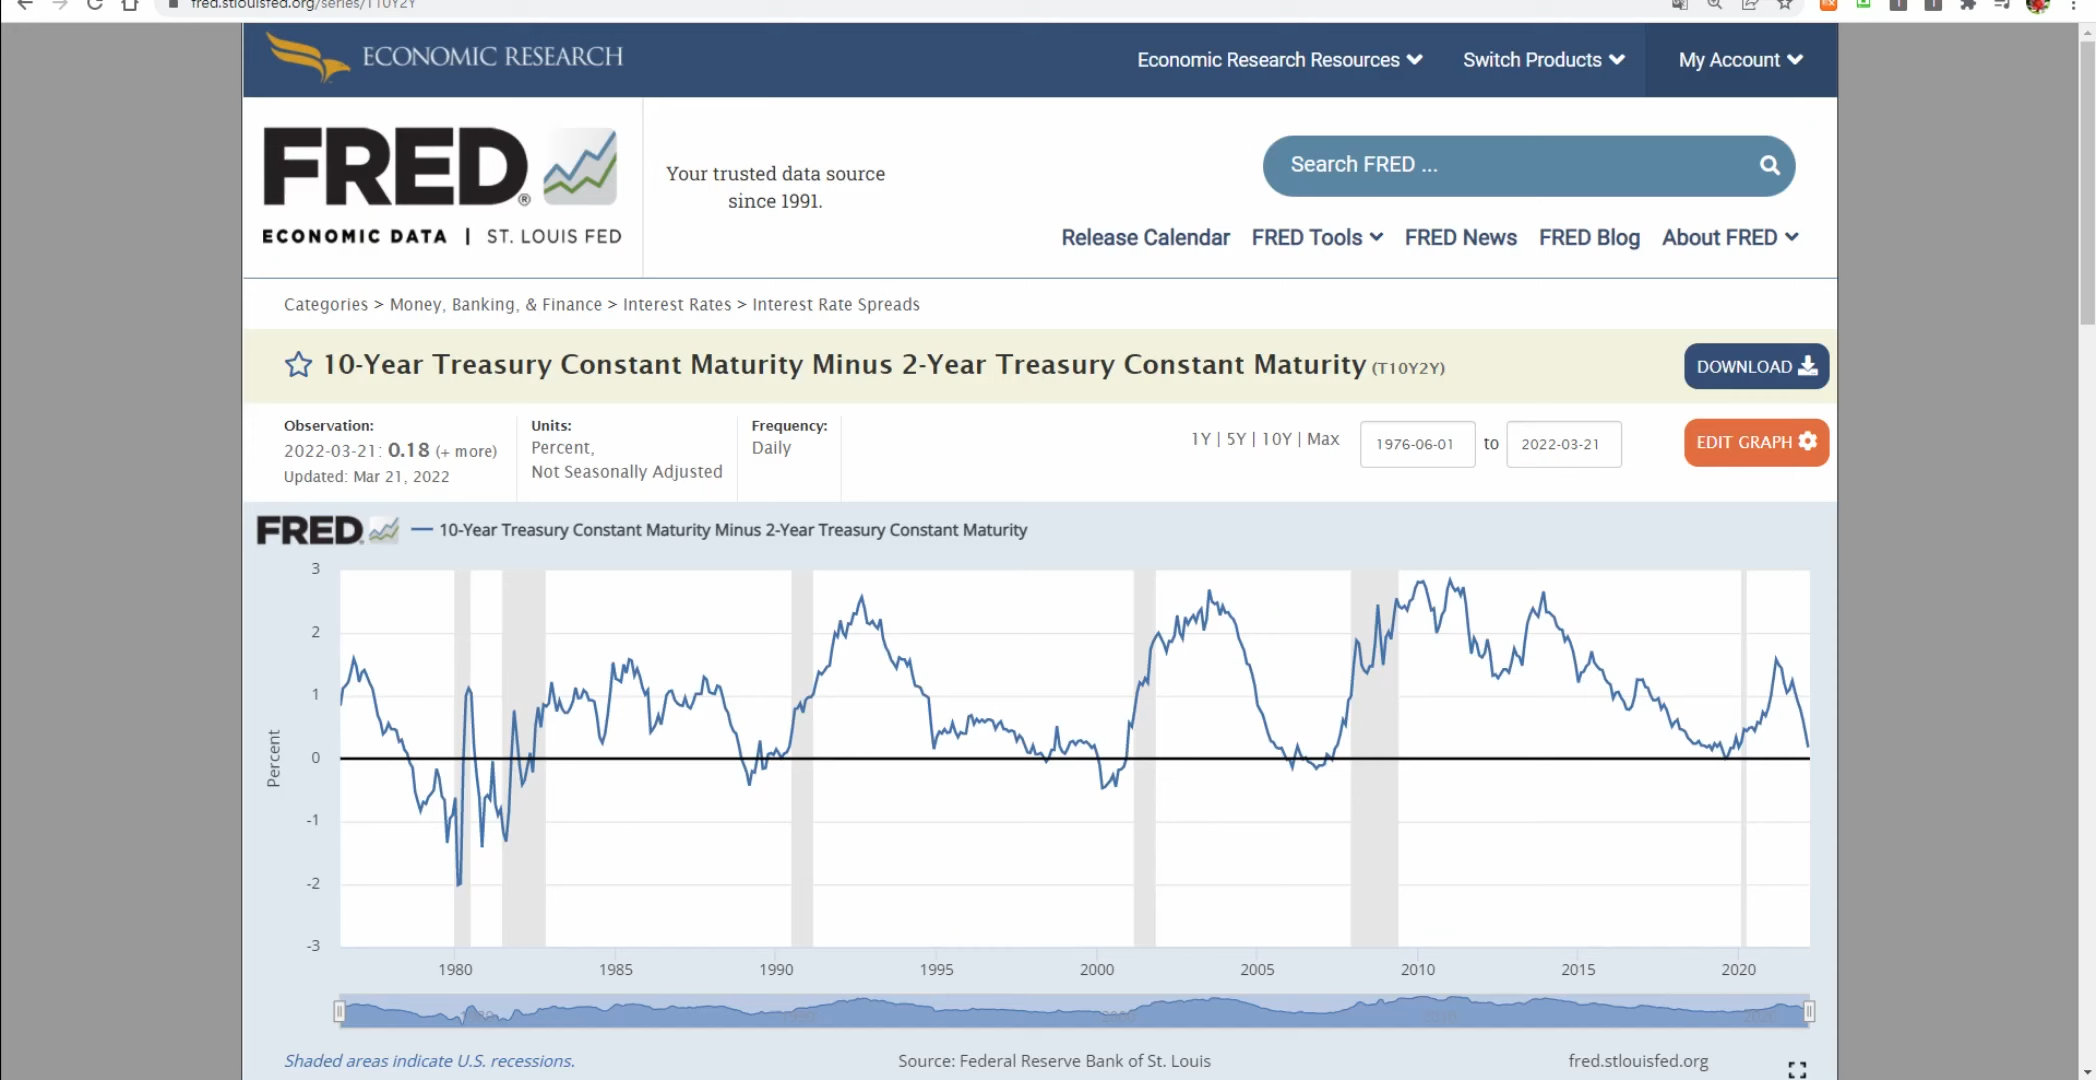 fred.stlouisfed.org/series/T10Y2Y
ECONOMIC RESEARCH
Economic Research Resources
Switch Products
My Account
FRED®
ECONOMIC DATA | ST. LOUIS FED
Your trusted data source
since 1991.
Search FRED ...
Release Calendar
FRED Tools
FRED News
FRED Blog
About FRED
Categories > Money, Banking, & Finance > Interest Rates > Interest Rate Spreads
10-Year Treasury Constant Maturity Minus 2-Year Treasury Constant Maturity (T10Y2Y)
DOWNLOAD
Observation:
2022-03-21: 0.18 (+ more)
Updated: Mar 21, 2022
Units:
Percent,
Not Seasonally Adjusted
Frequency:
Daily
1Y | 5Y | 10Y | Max
1976-06-01 to 2022-03-21
EDIT GRAPH
FRED
10-Year Treasury Constant Maturity Minus 2-Year Treasury Constant Maturity
Percent
3
2
1
0
-1
-2
-3
1980 1985 1990 1995 2000 2005 2010 2015 2020
Shaded areas indicate U.S. recessions.
Source: Federal Reserve Bank of St. Louis
fred.stlouisfed.org